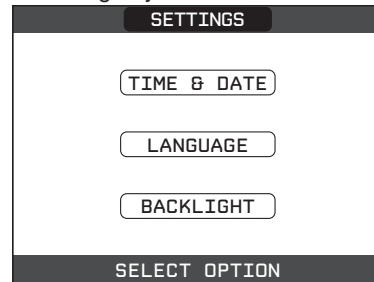 SETTINGS
TIME & DATE
LANGUAGE
BACKLIGHT
SELECT OPTION